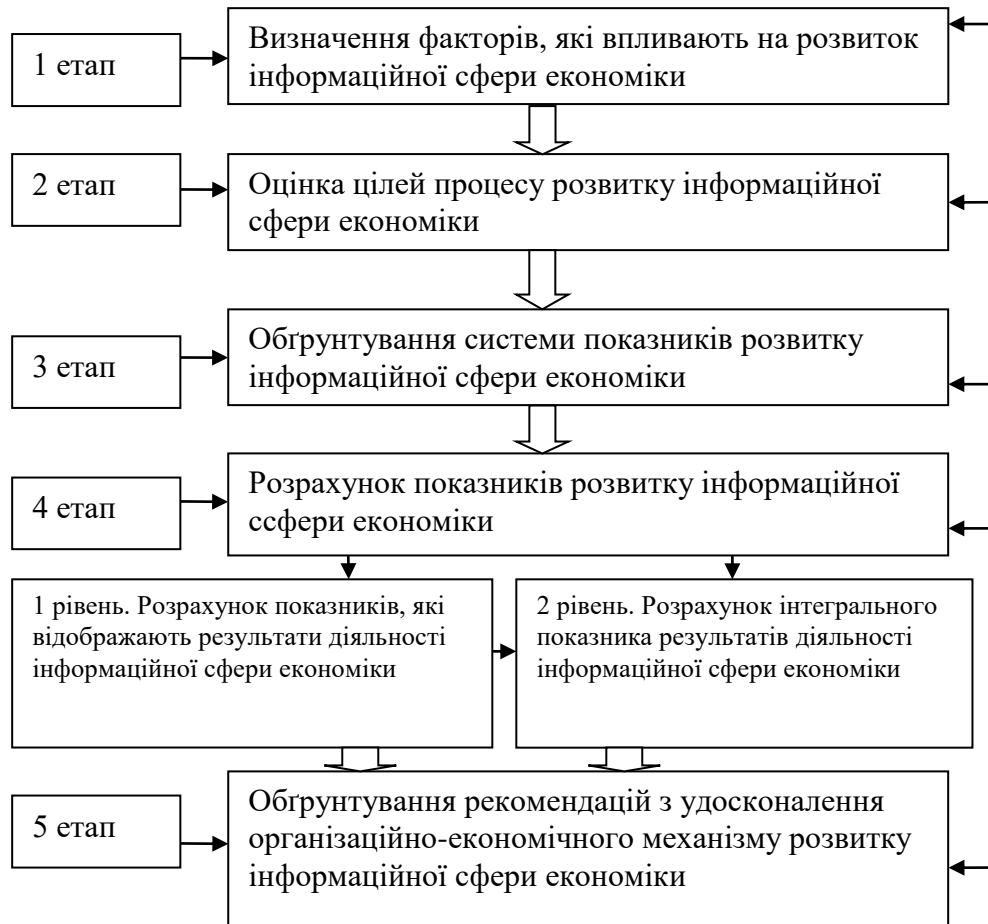 1 етап
Визначення факторів, які впливають на розвиток
інформаційної сфери економіки
2 етап
Оцінка цілей процесу розвитку інформаційної
сфери економіки
3 етап
Обґрунтування системи показників розвитку
інформаційної сфери економіки
4 етап
Розрахунок показників розвитку інформаційної
ссфери економіки
1 рівень. Розрахунок показників, які
відображають результати діяльності
інформаційної сфери економіки
2 рівень. Розрахунок інтегрального
показника результатів діяльності
інформаційної сфери економіки
5 етап
Обґрунтування рекомендацій з удосконалення
організаційно-економічного механізму розвитку
інформаційної сфери економіки